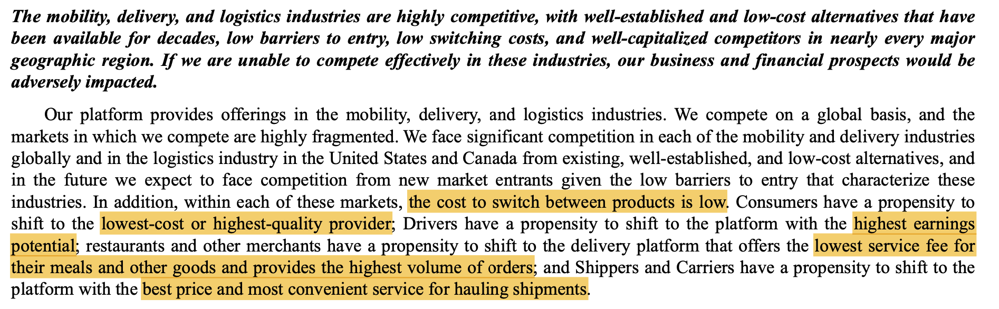 The mobility, delivery, and logistics industries are highly competitive, with well-established and low-cost alternatives that have
been available for decades, low barriers to entry, low switching costs, and well-capitalized competitors in nearly every major
geographic region. If we are unable to compete effectively in these industries, our business and financial prospects would be
adversely impacted.
Our platform provides offerings in the mobility, delivery, and logistics industries. We compete on a global basis, and the
markets in which we compete are highly fragmented. We face significant competition in each of the mobility and delivery industries
globally and in the logistics industry in the United States and Canada from existing, well-established, and low-cost alternatives, and
in the future we expect to face competition from new market entrants given the low barriers to entry that characterize these
industries. In addition, within each of these markets, the cost to switch between products is low. Consumers have a propensity to
shift to the lowest-cost or highest-quality provider; Drivers have a propensity to shift to the platform with the highest earnings
potential; restaurants and other merchants have a propensity to shift to the delivery platform that offers the lowest service fee for
their meals and other goods and provides the highest volume of orders; and Shippers and Carriers have a propensity to shift to the
platform with the best price and most convenient service for hauling shipments.